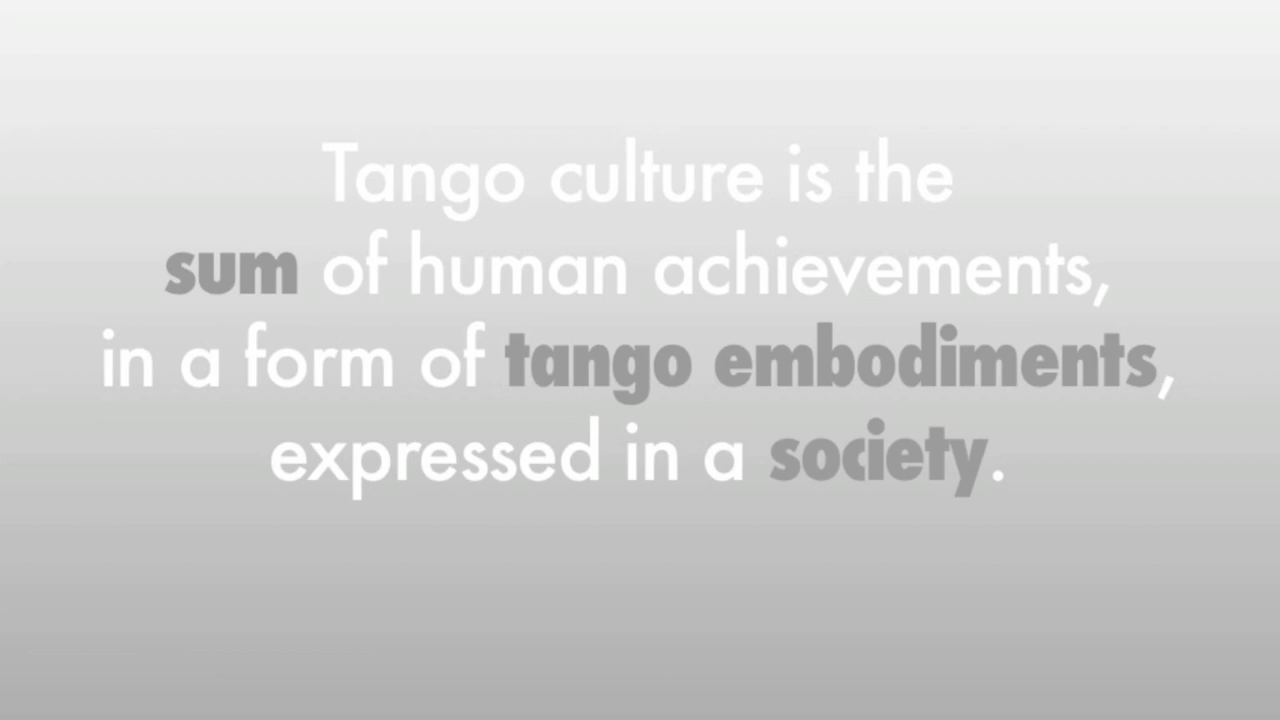 Tango culture is the
sum of human achievements,
in a form of tango embodiments,
expressed in a society.